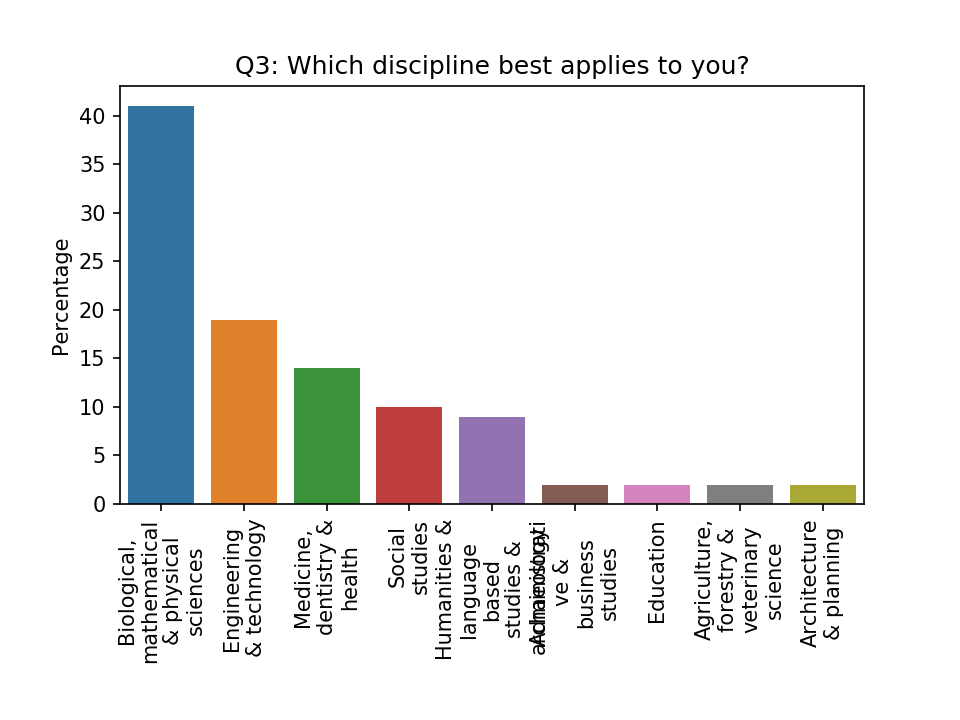 Q3: Which discipline best applies to you?
Percentage
40
35
30
25
20
15
10
5
0
Biological,
mathematical
& physical
sciences
Engineering
& technology
Medicine,
dentistry &
health
Social
studies
Humanities &
language
based
studies &
archaeology
Administrati
ve &
business
studies
Education
Agriculture,
forestry &
veterinary
science
Architecture
& planning